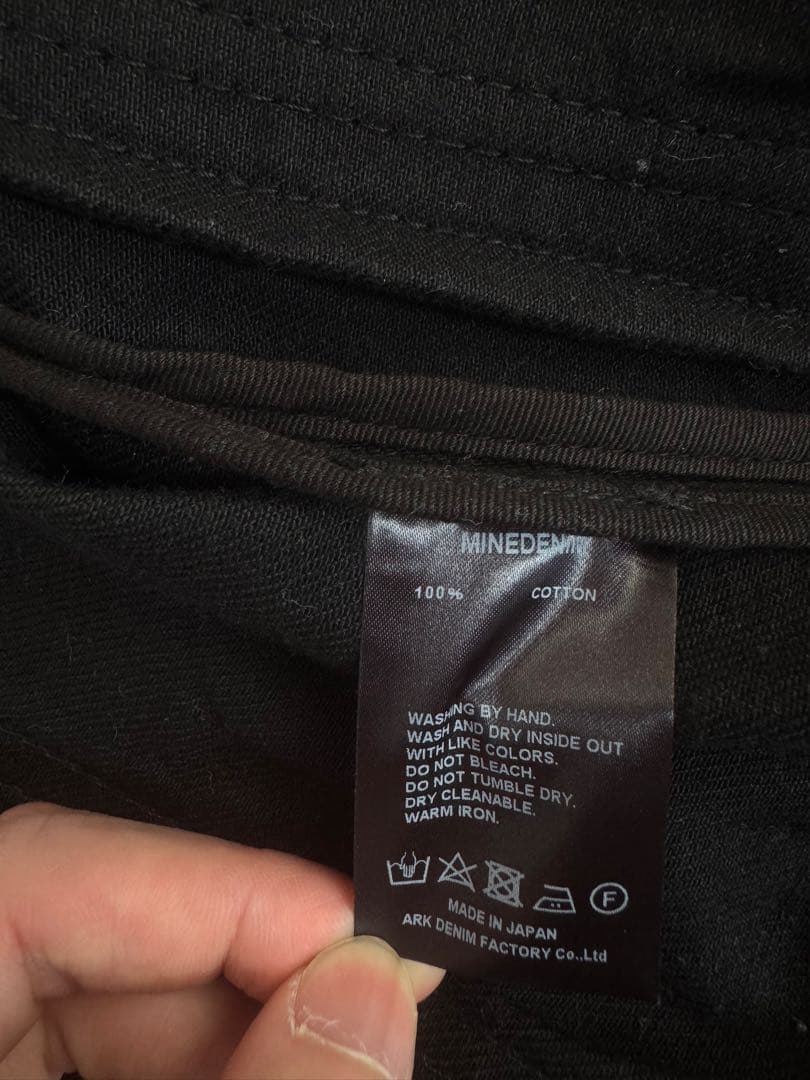 MINEDENIM
100% COTTON
WASHING BY HAND.
WASH AND DRY INSIDE OUT
WITH LIKE COLORS.
DO NOT BLEACH.
DO NOT TUMBLE DRY.
DRY CLEANABLE.
WARM IRON.
F
MADE IN JAPAN
ARK DENIM FACTORY Co.,Ltd